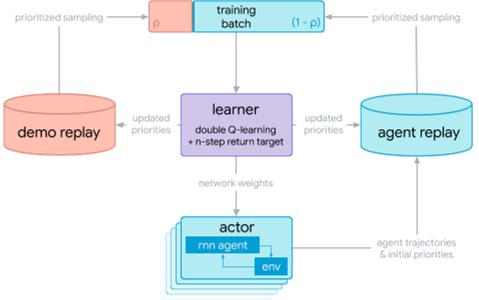 prioritized sampling
ρ
training
batch
(1 - ρ)
prioritized sampling
demo replay
updated
priorities
learner
double Q-learning
+ n-step return target
updated
priorities
agent replay
network weights
actor
rnn agent
env
agent trajectories
& initial priorities